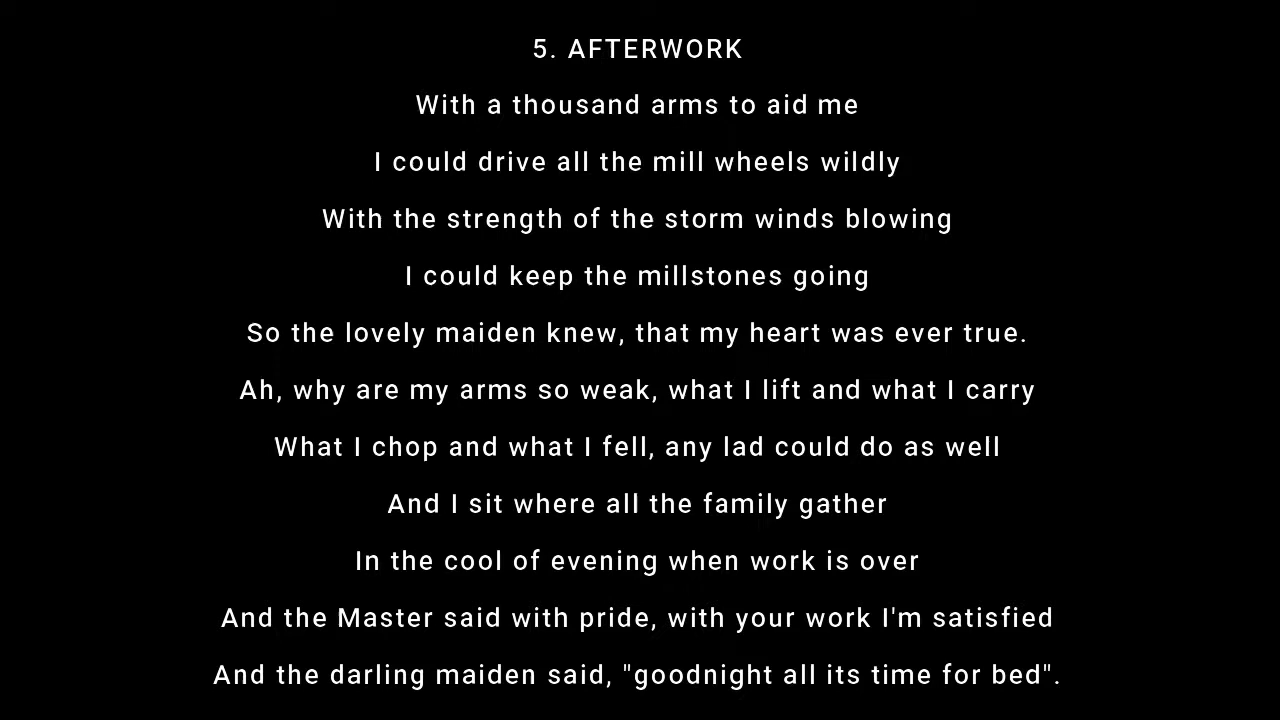 5. AFTERWORK
With a thousand arms to aid me
I could drive all the mill wheels wildly
With the strength of the storm winds blowing
I could keep the millstones going
So the lovely maiden knew, that my heart was ever true.
Ah, why are my arms so weak, what I lift and what I carry
What I chop and what I fell, any lad could do as well
And I sit where all the family gather
In the cool of evening when work is over
And the Master said with pride, with your work I'm satisfied
And the darling maiden said, "goodnight all its time for bed".